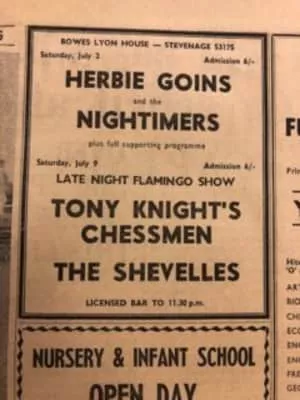 BOWES LYON HOUSE — STEVENAGE 53175
Saturday, July 2 Admission 6/-
HERBIE GOINS
and the
NIGHTIMERS
plus full supporting programme
Saturday, July 9 Admission 6/-
LATE NIGHT FLAMINGO SHOW
TONY KNIGHT'S
CHESSMEN
THE SHEVELLES
LICENSED BAR TO 11.30 p.m.
NURSERY & INFANT SCHOOL
OPEN DAY